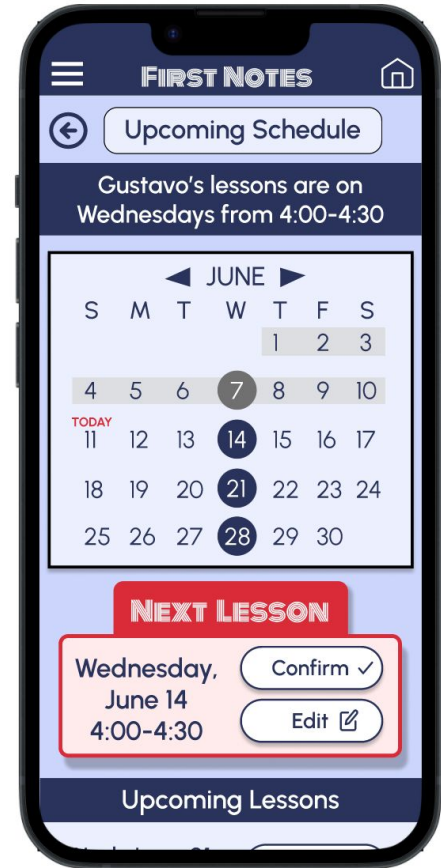 FIRST NOTES
Upcoming Schedule
Gustavo's lessons are on
Wednesdays from 4:00-4:30
◀ JUNE ▶
S M T W T F S
1 2 3
4 5 6 7 8 9 10
TODAY
11 12 13 14 15 16 17
18 19 20 21 22 23 24
25 26 27 28 29 30
NEXT LESSON
Wednesday,
June 14
4:00-4:30
Confirm ✓
Edit
Upcoming Lessons